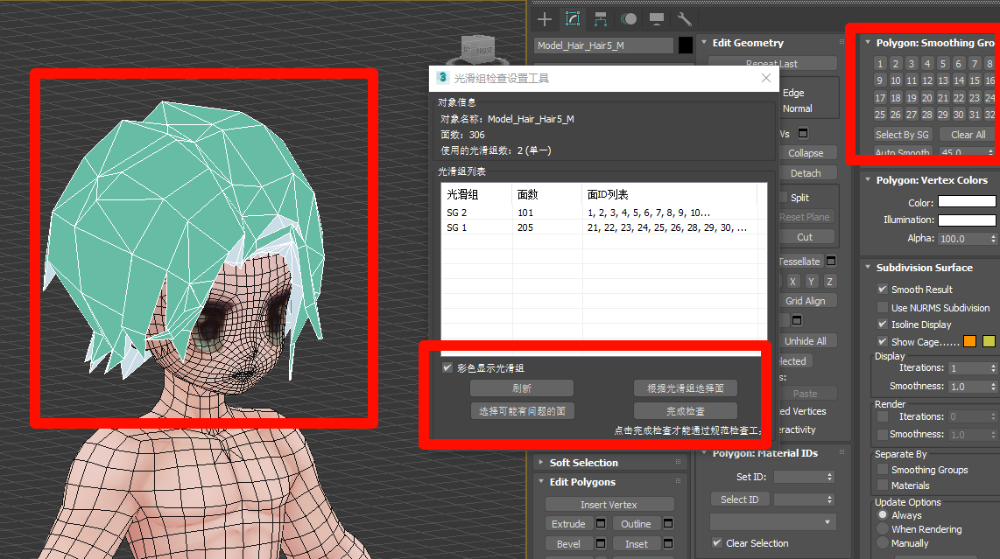 FRONT
Model_Hair_Hair5_M
Edit Geometry
Repeat Last
Edge
Normal
Collapse
Detach
Split
Reset Plane
Cut
Tessellate
X Y Z
Grid Align
Unhide All
Paste
光滑组检查设置工具
对象信息
对象名称: Model_Hair_Hair5_M
面数: 306
使用的光滑组数: 2 (单一)
光滑组列表
光滑组 面数 面ID列表
SG 2 101 1, 2, 3, 4, 5, 6, 7, 8, 9, 10...
SG 1 205 21, 22, 23, 24, 25, 26, 28, 29, 30, ...
彩色显示光滑组
刷新 根据光滑组选择面
选择可能有问题的面 完成检查
点击完成检查才能通过规范检查工
Soft Selection
Edit Polygons
Insert Vertex
Extrude Outline
Bevel Inset
Polygon: Material IDs
Set ID:
Select ID
Clear Selection
Polygon: Smoothing Gro
1 2 3 4 5 6 7 8
9 10 11 12 13 14 15 16
17 18 19 20 21 22 23 24
25 26 27 28 29 30 31 32
Select By SG Clear All
Auto Smooth 45.0
Polygon: Vertex Colors
Color:
Illumination:
Alpha: 100.0
Subdivision Surface
Smooth Result
Use NURMS Subdivision
Isoline Display
Show Cage......
Display
Iterations: 1
Smoothness: 1.0
Render
Iterations: 0
Smoothness: 1.0
Separate By
Smoothing Groups
Materials
Update Options
Always
When Rendering
Manually